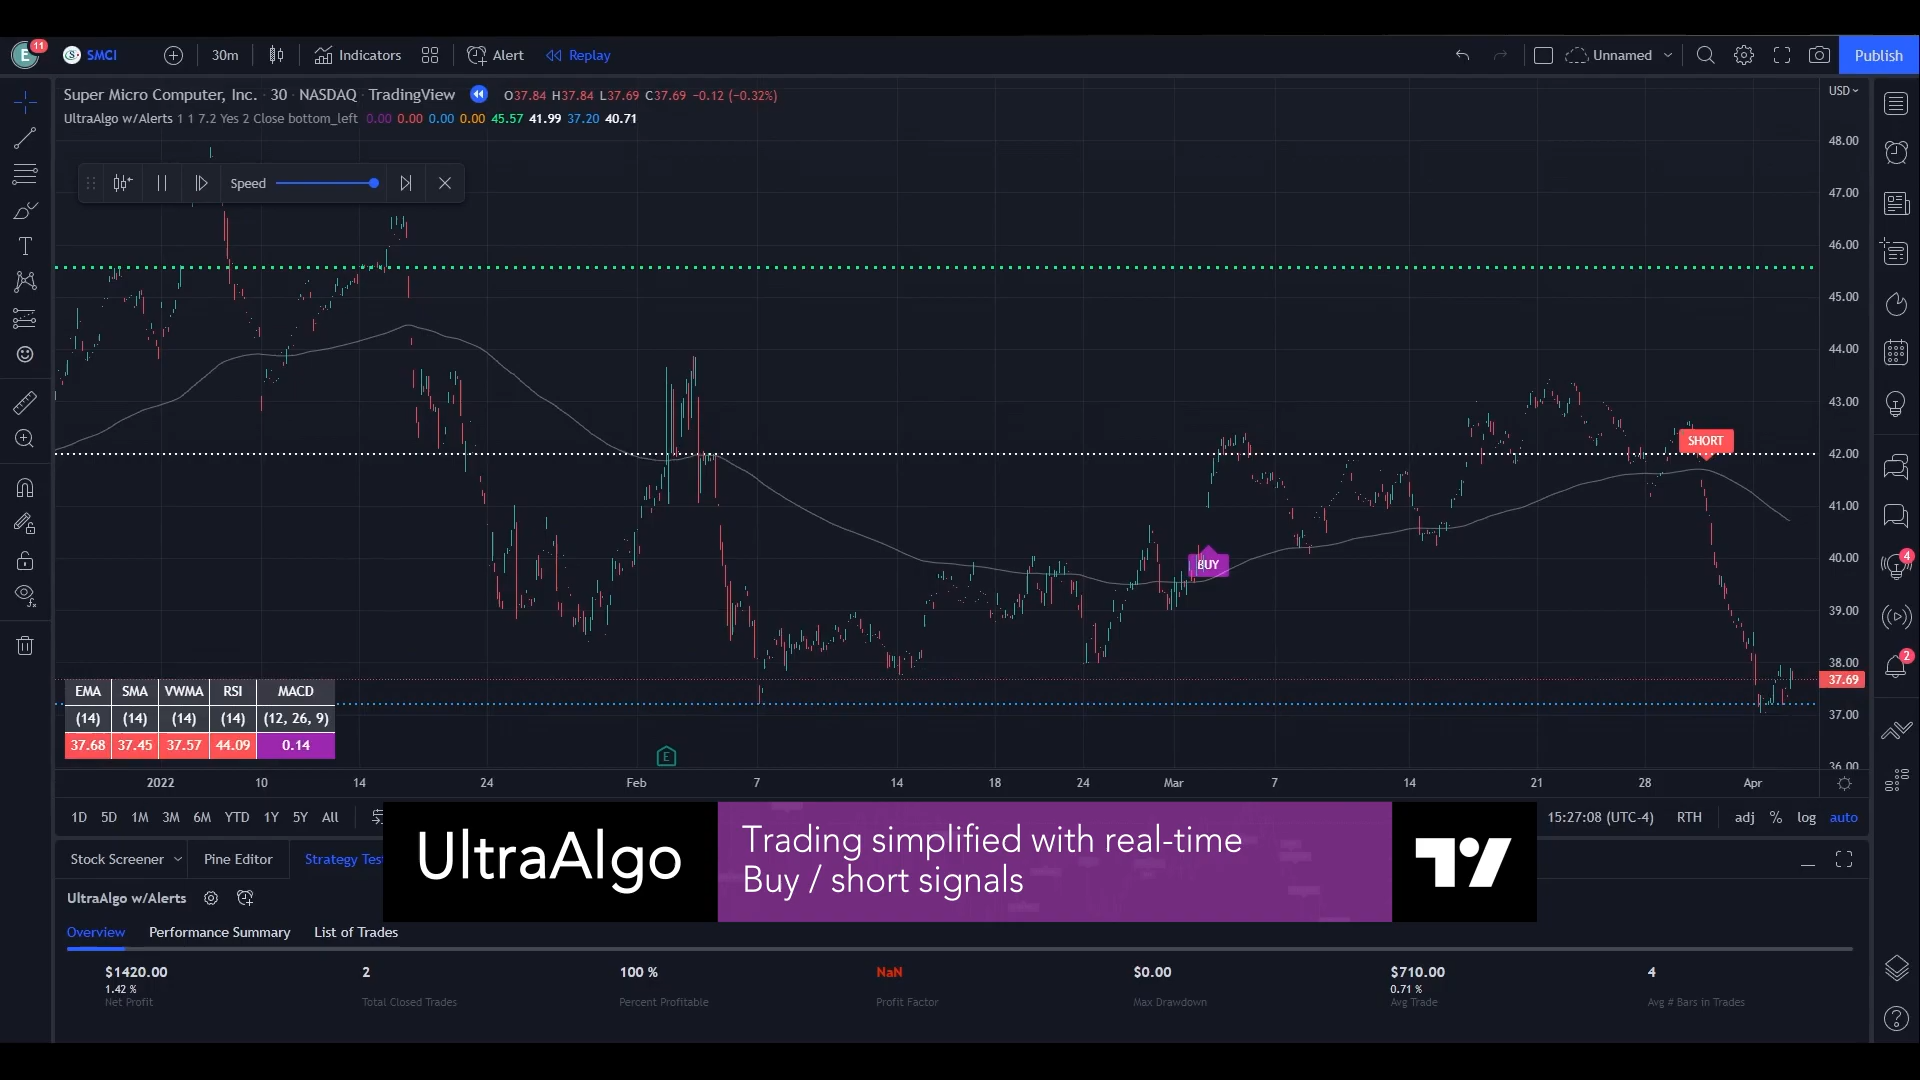 E 11 SMCI 30m Indicators Alert Replay Unnamed Publish
Super Micro Computer, Inc. · 30 · NASDAQ · TradingView O37.84 H37.84 L37.69 C37.69 −0.12 (−0.32%)
UltraAlgo w/Alerts 1 1 7.2 Yes 2 Close bottom_left 0.00 0.00 0.00 0.00 45.57 41.99 37.20 40.71
Speed
USD
48.00
47.00
46.00
45.00
44.00
43.00
42.00
41.00
40.00
39.00
38.00
37.69
37.00
36.00
SHORT
BUY
4
2
EMA SMA VWMA RSI MACD
(14) (14) (14) (14) (12, 26, 9)
37.68 37.45 37.57 44.09 0.14
E
2022 10 14 24 Feb 7 14 18 24 Mar 7 14 21 28 Apr
1D 5D 1M 3M 6M YTD 1Y 5Y All
15:27:08 (UTC-4) RTH adj % log auto
UltraAlgo
Trading simplified with real-time
Buy / short signals
Stock Screener Pine Editor Strategy Tes
UltraAlgo w/Alerts
Overview Performance Summary List of Trades
$1420.00 2 100 % NaN $0.00 $710.00 4
1.42 % 0.71 %
Net Profit Total Closed Trades Percent Profitable Profit Factor Max Drawdown Avg Trade Avg # Bars in Trades